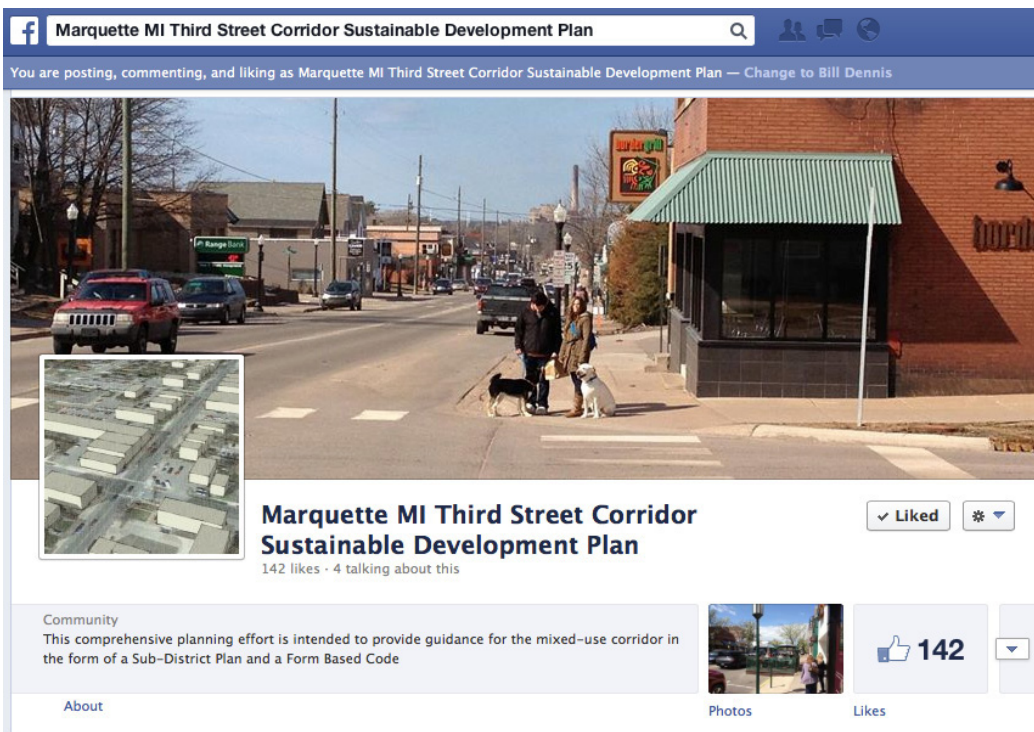 f
Marquette MI Third Street Corridor Sustainable Development Plan
You are posting, commenting, and liking as Marquette MI Third Street Corridor Sustainable Development Plan — Change to Bill Dennis
bordergrill
Range Bank
bord
Marquette MI Third Street Corridor
Sustainable Development Plan
142 likes · 4 talking about this
✓ Liked
Community
This comprehensive planning effort is intended to provide guidance for the mixed-use corridor in
the form of a Sub-District Plan and a Form Based Code
142
About
Photos
Likes